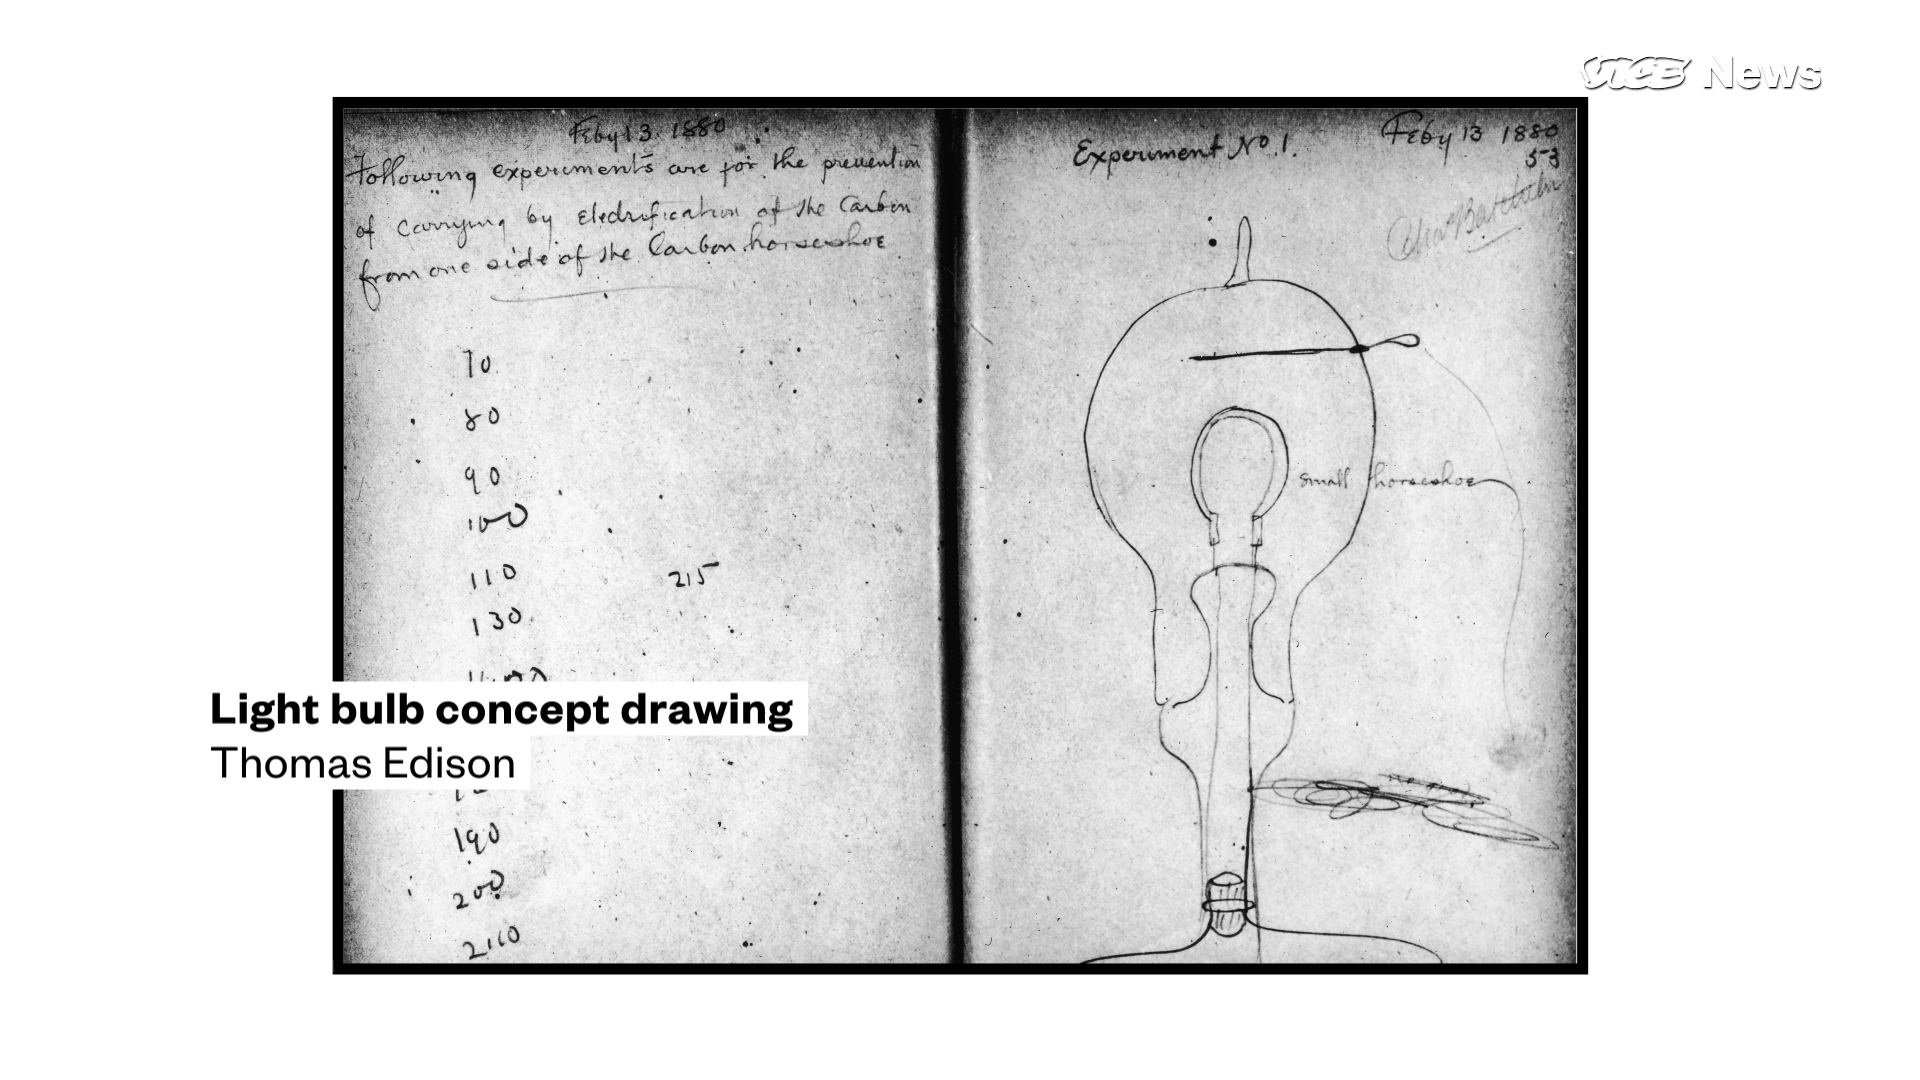 VICE News
Feby 13 1880
Following experiments are for the prevention
of Carrying by Electrification of the Carbon
from one side of the Carbon horseshoe
70
80
90
100
110 215
130
Light bulb concept drawing
Thomas Edison
190
200
210
Experiment No. 1. Feby 13 1880
53
small horseshoe